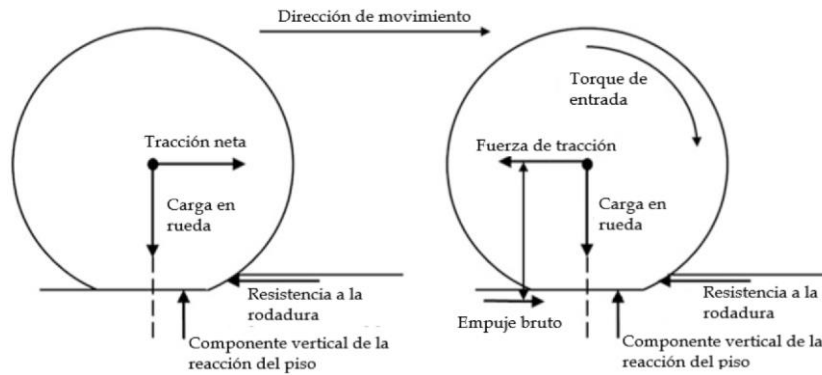 Dirección de movimiento
Tracción neta
Carga en
rueda
Resistencia a la
rodadura
Componente vertical de la
reacción del piso
Torque de
entrada
Fuerza de tracción
Carga en
rueda
Empuje bruto
Resistencia a la
rodadura
Componente vertical de la
reacción del piso